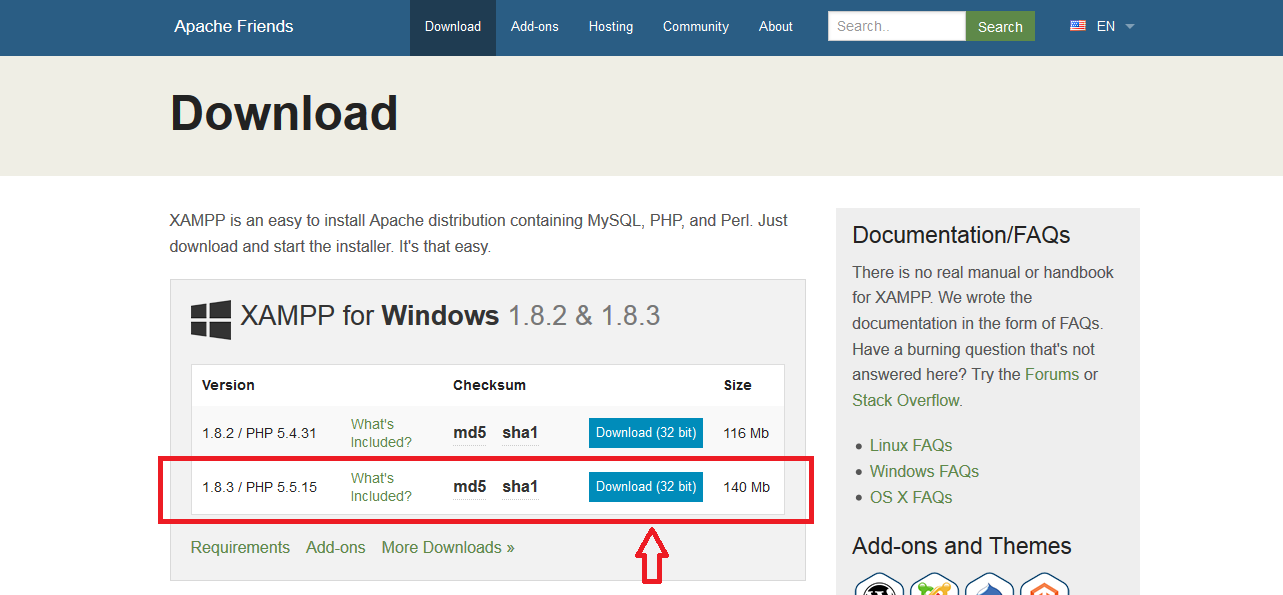 Apache Friends
Download
Add-ons
Hosting
Community
About
Search..
Search
EN
Download
XAMPP is an easy to install Apache distribution containing MySQL, PHP, and Perl. Just
download and start the installer. It's that easy.
XAMPP for Windows 1.8.2 & 1.8.3
Version Checksum Size
1.8.2 / PHP 5.4.31 What's Included? md5 sha1 Download (32 bit) 116 Mb
1.8.3 / PHP 5.5.15 What's Included? md5 sha1 Download (32 bit) 140 Mb
Requirements Add-ons More Downloads »
Documentation/FAQs
There is no real manual or handbook
for XAMPP. We wrote the
documentation in the form of FAQs.
Have a burning question that's not
answered here? Try the Forums or
Stack Overflow.
• Linux FAQs
• Windows FAQs
• OS X FAQs
Add-ons and Themes